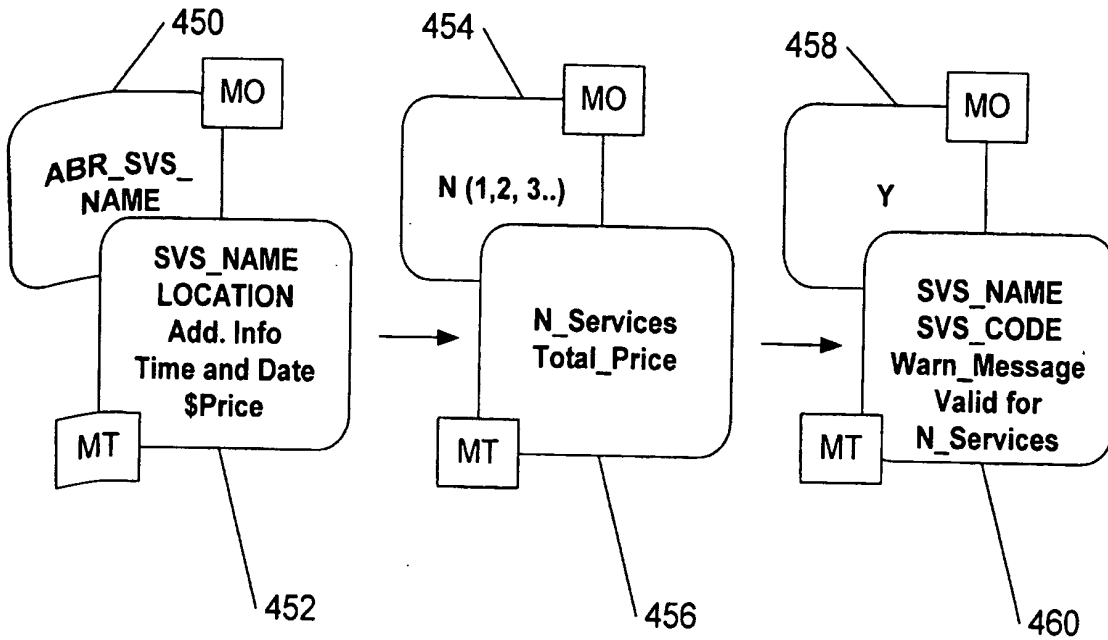 450
MO
ABR_SVS_
NAME
SVS_NAME
LOCATION
Add. Info
Time and Date
$Price
MT
452
454
MO
N (1,2, 3..)
N_Services
Total_Price
MT
456
458
MO
Y
SVS_NAME
SVS_CODE
Warn_Message
Valid for
N_Services
MT
460